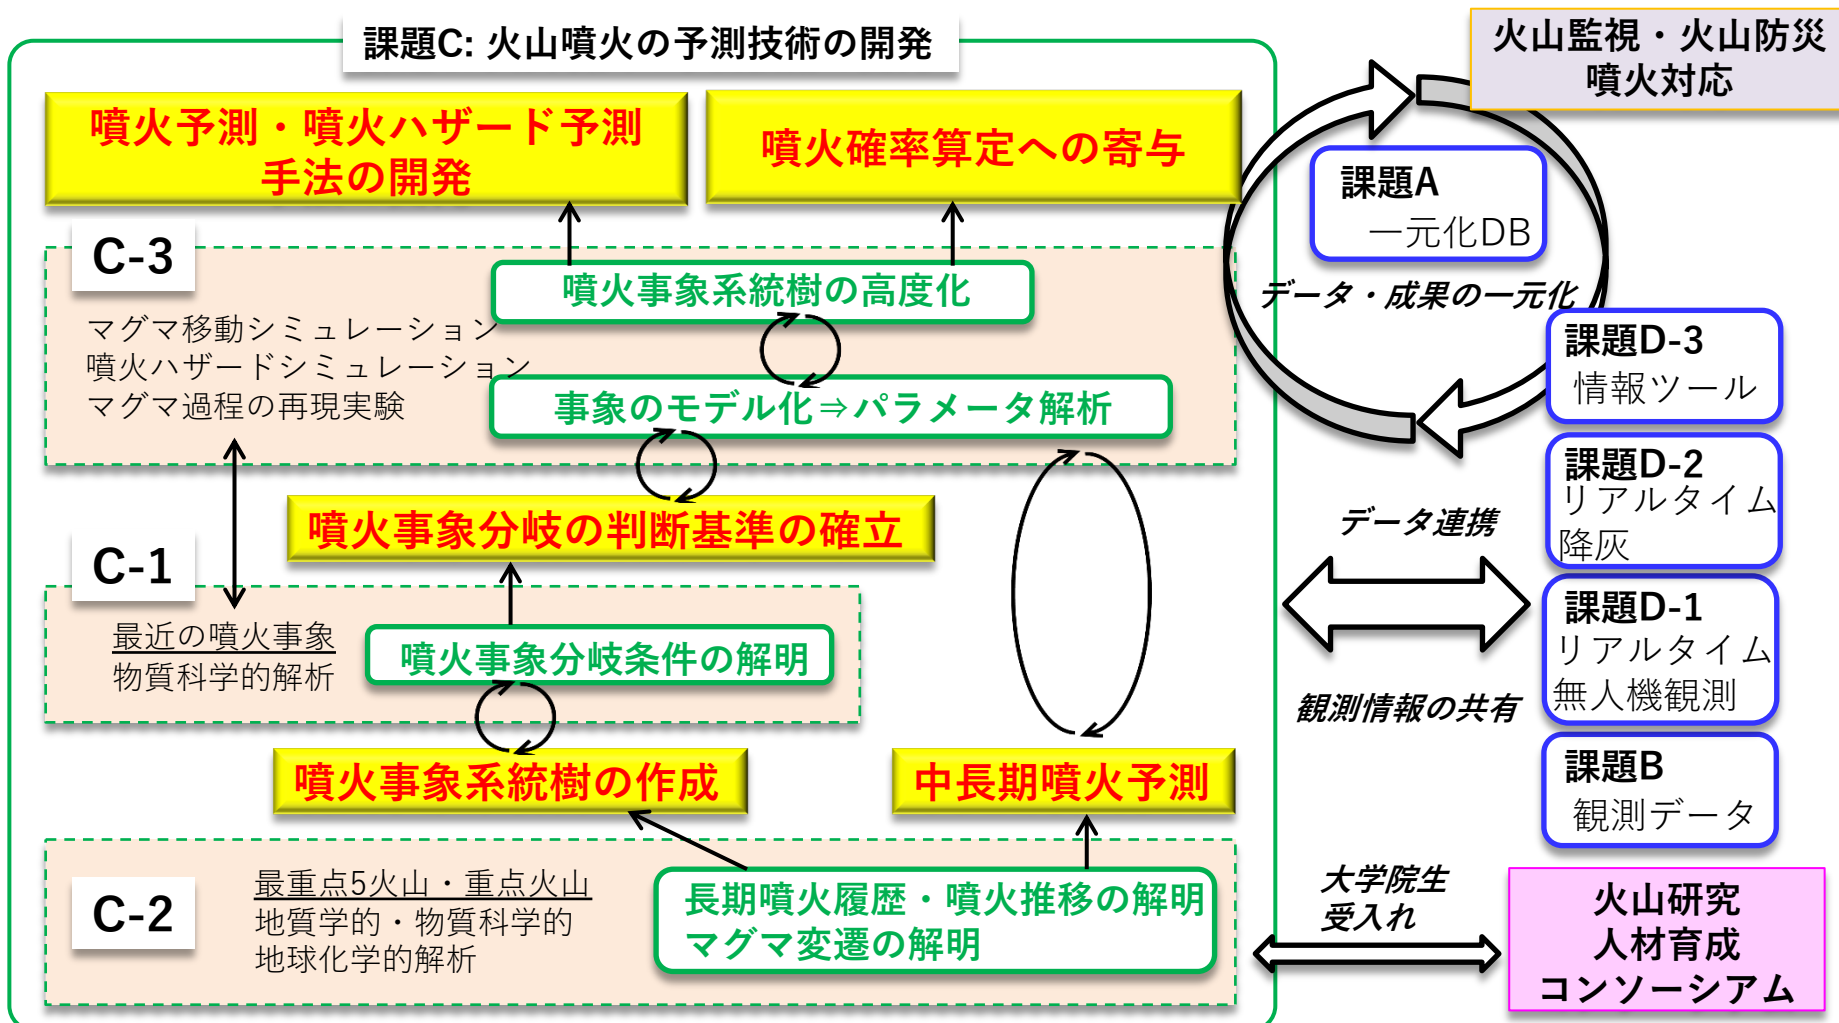 課題C: 火山噴火の予測技術の開発
噴火予測・噴火ハザード予測
手法の開発
噴火確率算定への寄与
C-3
噴火事象系統樹の高度化
マグマ移動シミュレーション
噴火ハザードシミュレーション
マグマ過程の再現実験
事象のモデル化⇒パラメータ解析
噴火事象分岐の判断基準の確立
C-1
最近の噴火事象
物質科学的解析
噴火事象分岐条件の解明
噴火事象系統樹の作成
中長期噴火予測
C-2
最重点5火山・重点火山
地質学的・物質科学的
地球化学的解析
長期噴火履歴・噴火推移の解明
マグマ変遷の解明
火山監視・火山防災
噴火対応
課題A
一元化DB
データ・成果の一元化
課題D-3
情報ツール
課題D-2
リアルタイム
降灰
データ連携
課題D-1
リアルタイム
無人機観測
観測情報の共有
課題B
観測データ
大学院生
受入れ
火山研究
人材育成
コンソーシアム